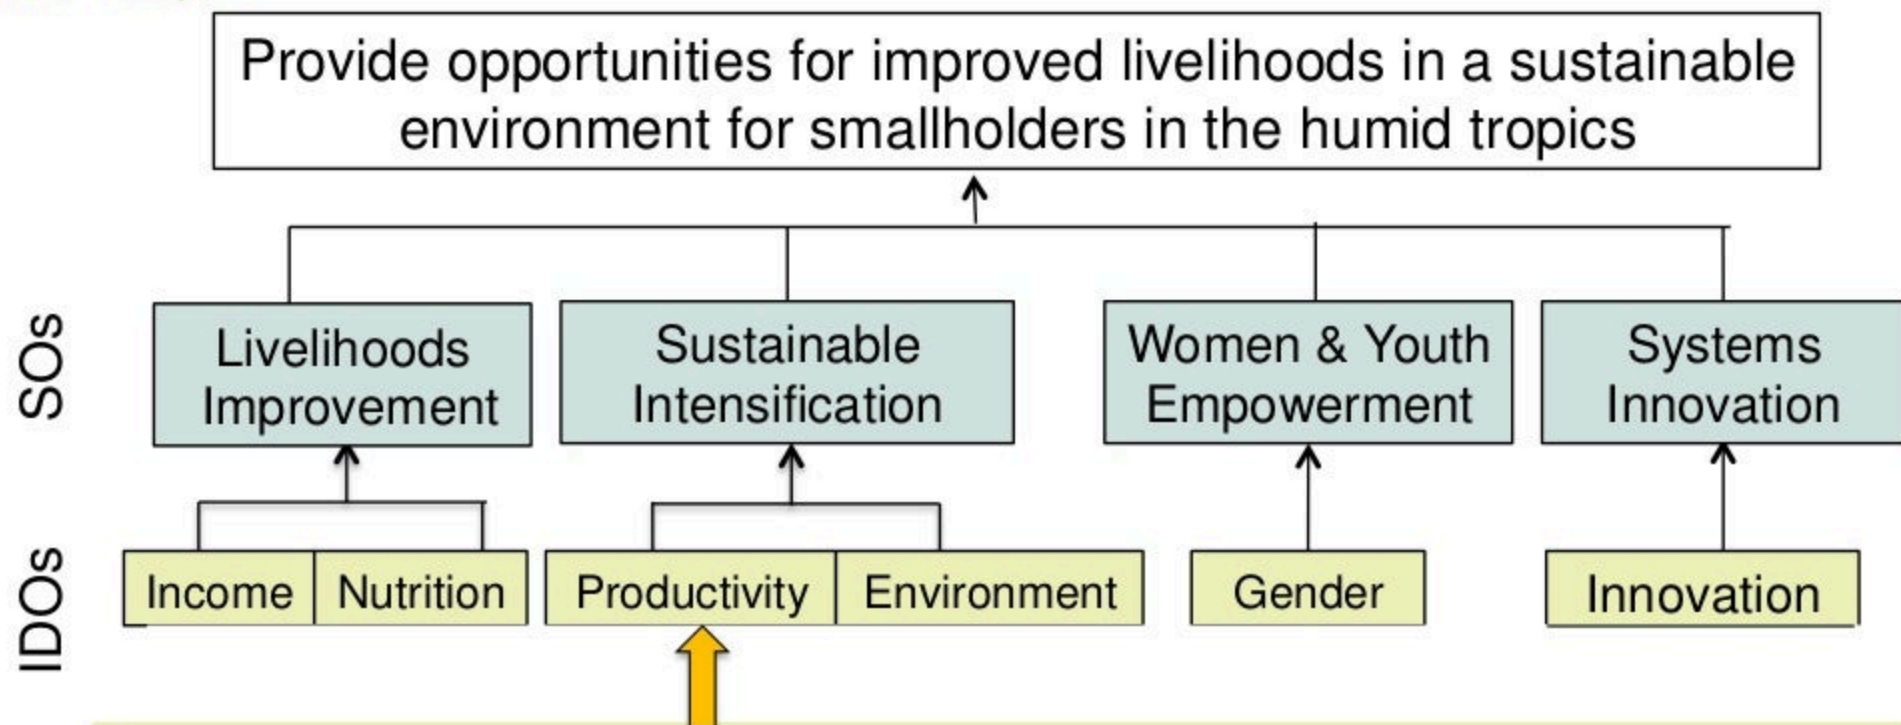 Provide opportunities for improved livelihoods in a sustainable
environment for smallholders in the humid tropics
SOs
Livelihoods
Improvement
Sustainable
Intensification
Women & Youth
Empowerment
Systems
Innovation
IDOs
Income
Nutrition
Productivity
Environment
Gender
Innovation